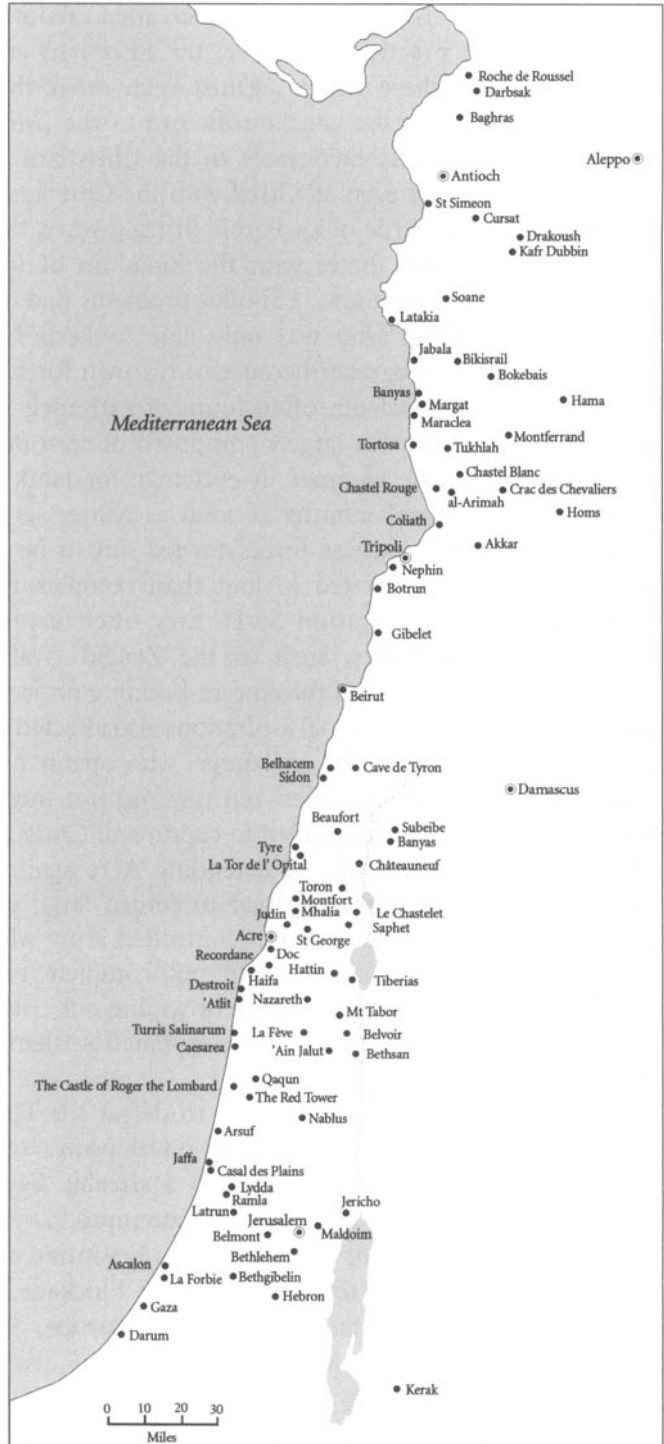 Roche de Roussel
Darbsak
Baghras
Aleppo
Antioch
St Simeon
Cursat
Drakoush
Kafr Dubbin
Soane
Latakia
Jabala
Bikisrail
Bokebais
Banyas
Hama
Margat
Mediterranean Sea
Maraclea
Montferrand
Tortosa
Tukhlah
Chastel Blanc
Chastel Rouge
Crac des Chevaliers
al-Arimah
Homs
Coliath
Akkar
Tripoli
Nephin
Botrun
Gibelet
Beirut
Belhacem
Cave de Tyron
Sidon
Damascus
Beaufort
Subeibe
Banyas
Tyre
La Tor de l' Opital
Châteauneuf
Toron
Montfort
Mhalia
Le Chastelet
Judin
Saphet
Acre
St George
Recordane
Doc
Hattin
Haifa
Tiberias
Destroit
'Atlit
Nazareth
Mt Tabor
Turris Salinarum
La Fève
Belvoir
Caesarea
'Ain Jalut
Bethsan
Qaqun
The Castle of Roger the Lombard
The Red Tower
Nablus
Arsuf
Jaffa
Casal des Plains
Lydda
Ramla
Jericho
Latrun
Jerusalem
Maldoim
Belmont
Bethlehem
Ascalon
La Forbie
Bethgibelin
Hebron
Gaza
Darum
Kerak
0 10 20 30
Miles